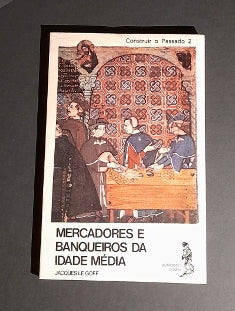 Construir o Passado 2
MERCADORES E
BANQUEIROS DA
IDADE MÉDIA
JACQUES LE GOFF